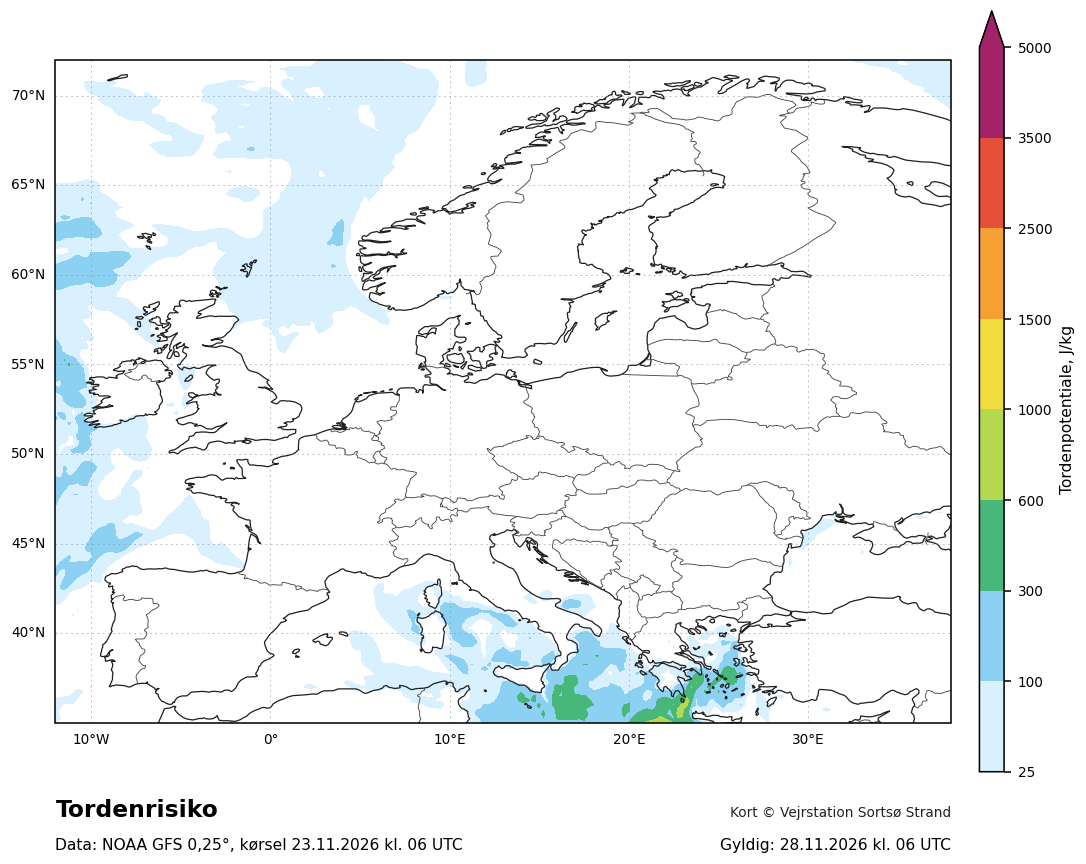 70°N
65°N
60°N
55°N
50°N
45°N
40°N
10°W
0°
10°E
20°E
30°E
5000
3500
2500
1500
1000
600
300
100
25
Tordenpotentiale, J/kg
Tordenrisiko
Kort © Vejrstation Sortsø Strand
Data: NOAA GFS 0,25°, kørsel 23.11.2026 kl. 06 UTC
Gyldig: 28.11.2026 kl. 06 UTC